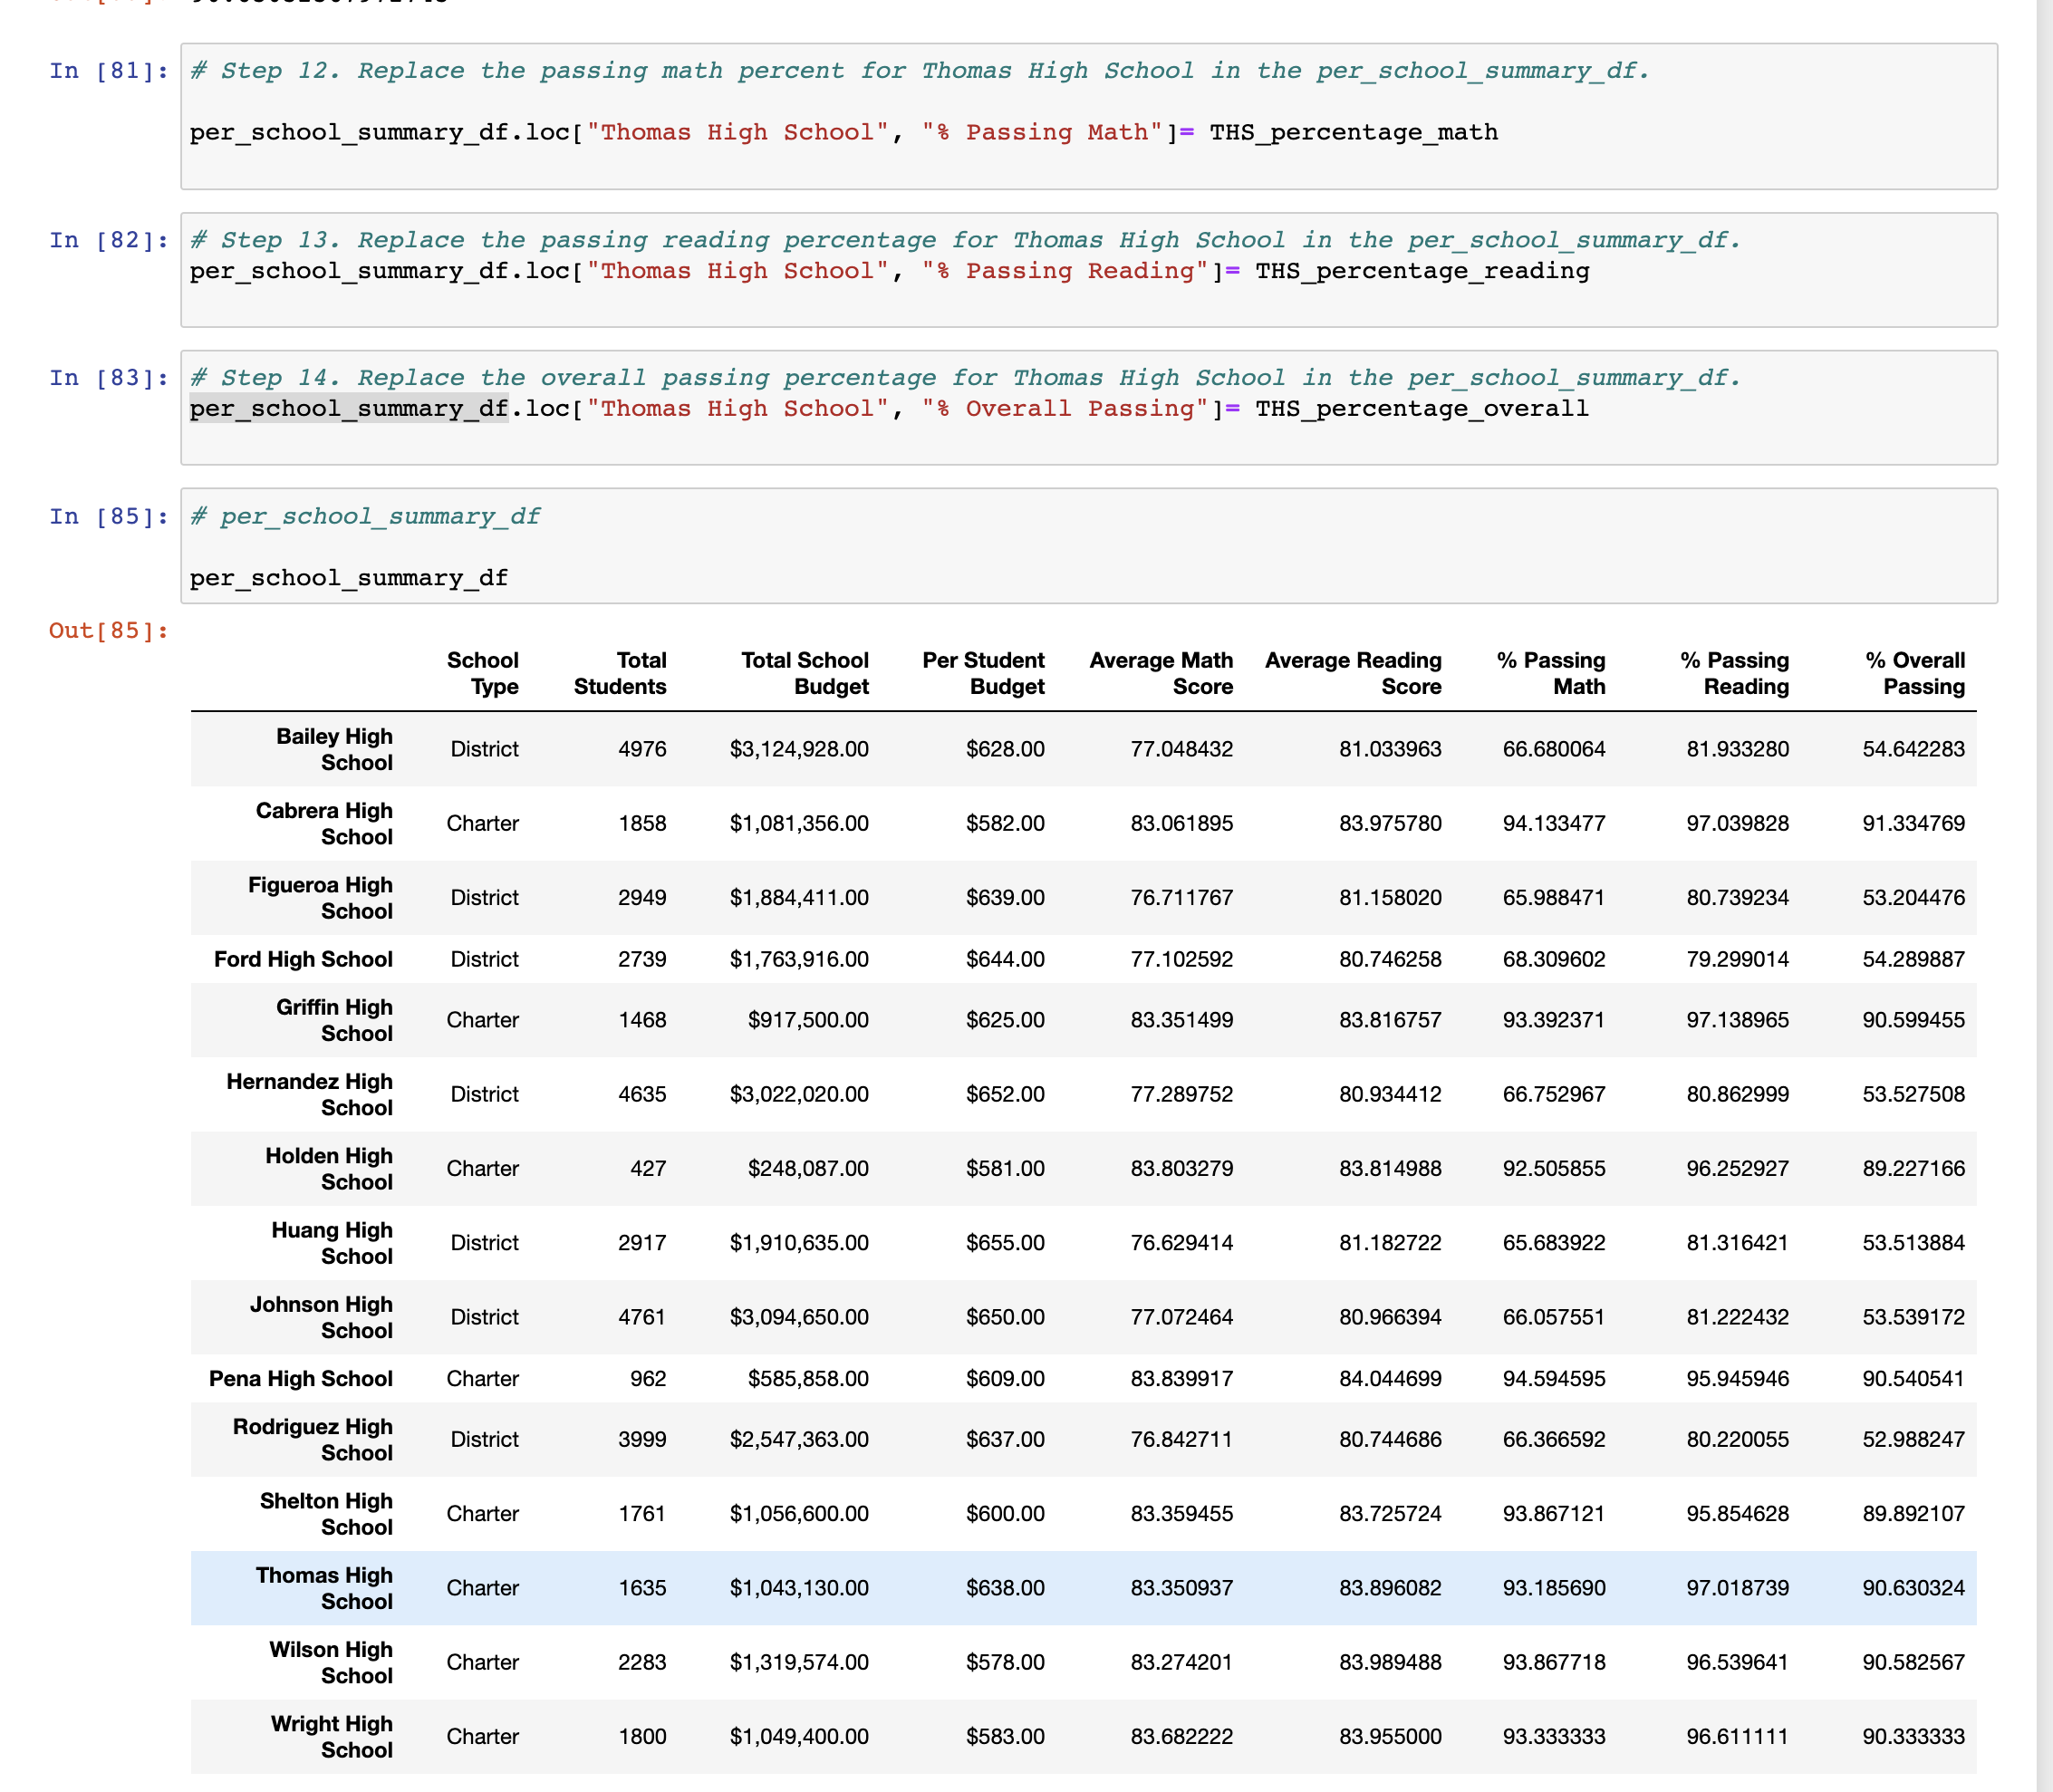 In [81]: # Step 12. Replace the passing math percent for Thomas High School in the per_school_summary_df.
per_school_summary_df.loc["Thomas High School", "% Passing Math"]= THS_percentage_math
In [82]: # Step 13. Replace the passing reading percentage for Thomas High School in the per_school_summary_df.
per_school_summary_df.loc["Thomas High School", "% Passing Reading"]= THS_percentage_reading
In [83]: # Step 14. Replace the overall passing percentage for Thomas High School in the per_school_summary_df.
per_school_summary_df.loc["Thomas High School", "% Overall Passing"]= THS_percentage_overall
In [85]: # per_school_summary_df
per_school_summary_df
Out[85]:
School Type Total Students Total School Budget Per Student Budget Average Math Score Average Reading Score % Passing Math % Passing Reading % Overall Passing
Bailey High School District 4976 $3,124,928.00 $628.00 77.048432 81.033963 66.680064 81.933280 54.642283
Cabrera High School Charter 1858 $1,081,356.00 $582.00 83.061895 83.975780 94.133477 97.039828 91.334769
Figueroa High School District 2949 $1,884,411.00 $639.00 76.711767 81.158020 65.988471 80.739234 53.204476
Ford High School District 2739 $1,763,916.00 $644.00 77.102592 80.746258 68.309602 79.299014 54.289887
Griffin High School Charter 1468 $917,500.00 $625.00 83.351499 83.816757 93.392371 97.138965 90.599455
Hernandez High School District 4635 $3,022,020.00 $652.00 77.289752 80.934412 66.752967 80.862999 53.527508
Holden High School Charter 427 $248,087.00 $581.00 83.803279 83.814988 92.505855 96.252927 89.227166
Huang High School District 2917 $1,910,635.00 $655.00 76.629414 81.182722 65.683922 81.316421 53.513884
Johnson High School District 4761 $3,094,650.00 $650.00 77.072464 80.966394 66.057551 81.222432 53.539172
Pena High School Charter 962 $585,858.00 $609.00 83.839917 84.044699 94.594595 95.945946 90.540541
Rodriguez High School District 3999 $2,547,363.00 $637.00 76.842711 80.744686 66.366592 80.220055 52.988247
Shelton High School Charter 1761 $1,056,600.00 $600.00 83.359455 83.725724 93.867121 95.854628 89.892107
Thomas High School Charter 1635 $1,043,130.00 $638.00 83.350937 83.896082 93.185690 97.018739 90.630324
Wilson High School Charter 2283 $1,319,574.00 $578.00 83.274201 83.989488 93.867718 96.539641 90.582567
Wright High School Charter 1800 $1,049,400.00 $583.00 83.682222 83.955000 93.333333 96.611111 90.333333